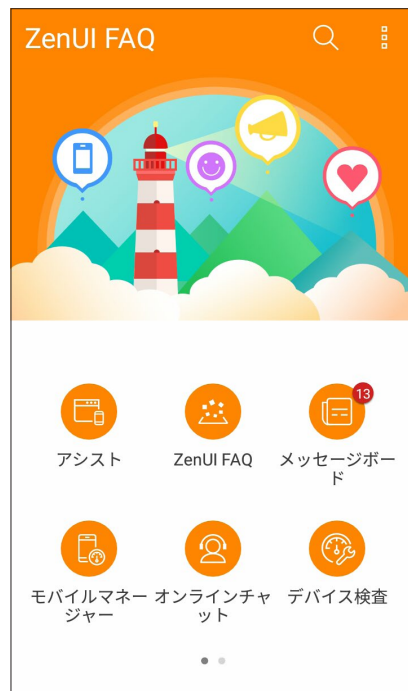 ZenUI FAQ
13
アシスト
ZenUI FAQ
メッセージボー
ド
モバイルマネー
ジャー
オンラインチャ
ット
デバイス検査